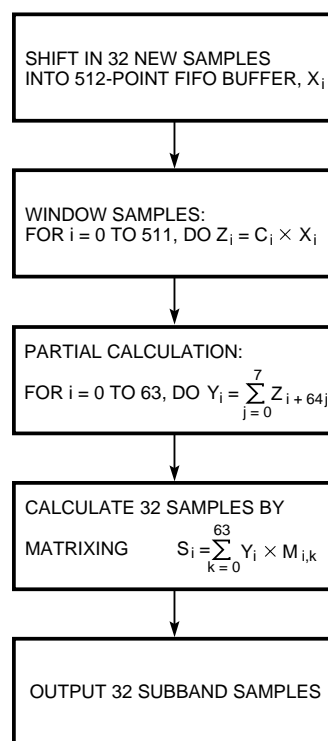 SHIFT IN 32 NEW SAMPLES
INTO 512-POINT FIFO BUFFER, X_i
WINDOW SAMPLES:
FOR i = 0 TO 511, DO Z_i = C_i × X_i
PARTIAL CALCULATION:
FOR i = 0 TO 63, DO Y_i = \sum_{j = 0}^{7} Z_{i + 64j}
CALCULATE 32 SAMPLES BY
MATRIXING S_i = \sum_{k = 0}^{63} Y_i × M_{i,k}
OUTPUT 32 SUBBAND SAMPLES